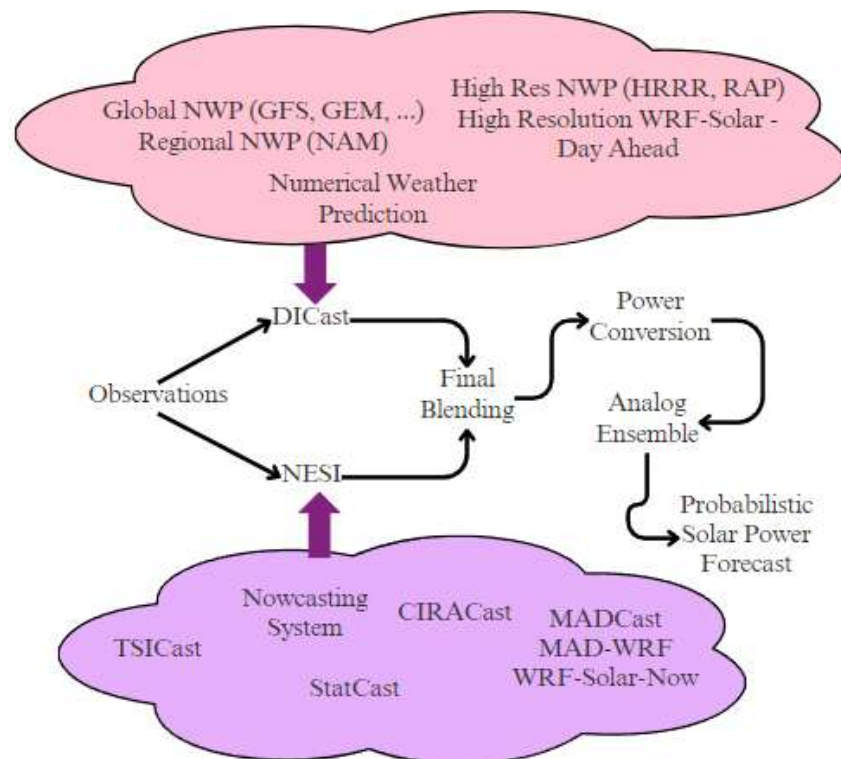 Global NWP (GFS, GEM, ...)
Regional NWP (NAM)
High Res NWP (HRRR, RAP)
High Resolution WRF-Solar -
Day Ahead
Numerical Weather
Prediction
DICast
Observations
NESI
Final
Blending
Power
Conversion
Analog
Ensemble
Probabilistic
Solar Power
Forecast
Nowcasting
System
TSICast
CIRACast
StatCast
MADCast
MAD-WRF
WRF-Solar-Now